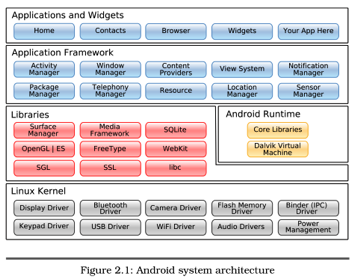 Applications and Widgets
Home Contacts Browser Widgets Your App Here
Application Framework
Activity Manager Window Manager Content Providers View System Notification Manager
Package Manager Telephony Manager Resource Location Manager Sensor Manager
Libraries
Surface Manager Media Framework SQLite
OpenGL | ES FreeType WebKit
SGL SSL libc
Android Runtime
Core Libraries
Dalvik Virtual Machine
Linux Kernel
Display Driver Bluetooth Driver Camera Driver Flash Memory Driver Binder (IPC) Driver
Keypad Driver USB Driver WiFi Driver Audio Drivers Power Management
Figure 2.1: Android system architecture